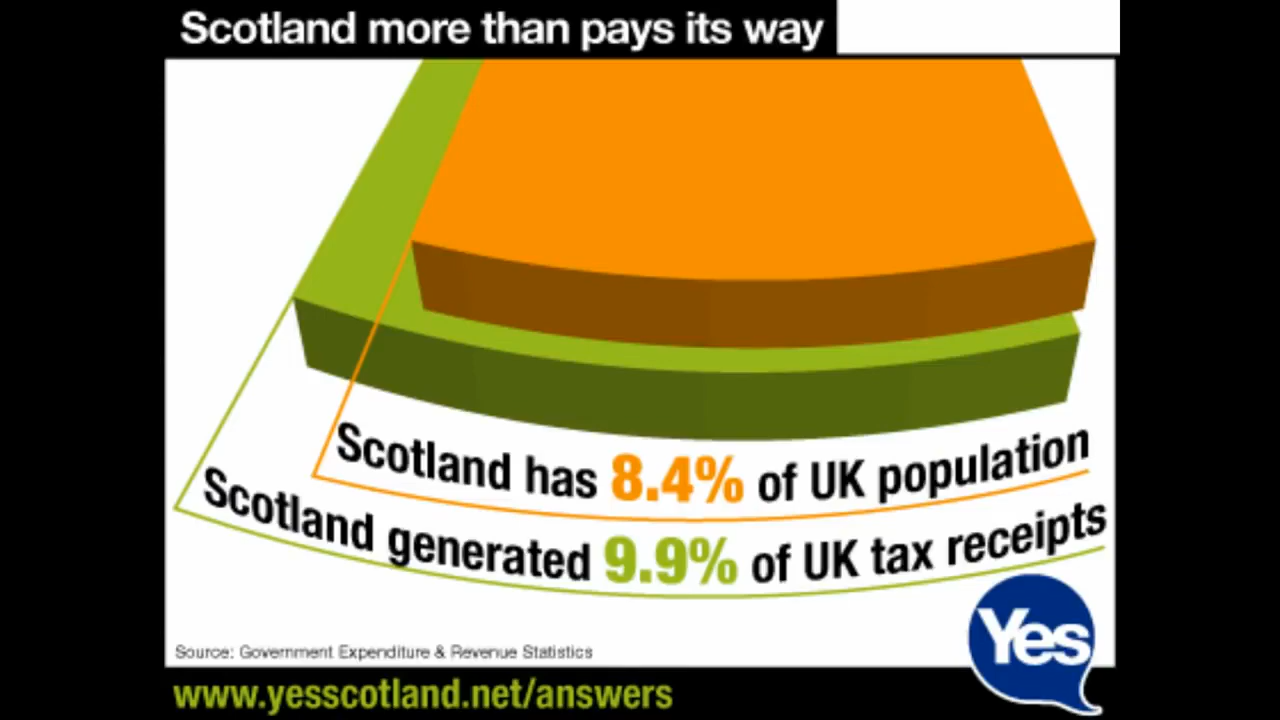 Scotland more than pays its way
Scotland has 8.4% of UK population
Scotland generated 9.9% of UK tax receipts
Source: Government Expenditure & Revenue Statistics
Yes
www.yesscotland.net/answers